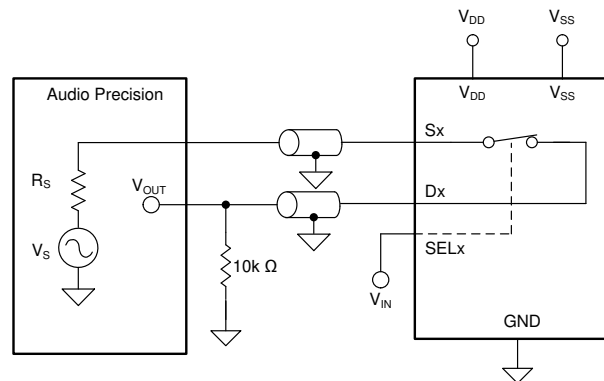 V_DD V_SS
Audio Precision
V_DD V_SS
Sx
R_S
V_OUT
Dx
V_S
10k Ω
SELx
V_IN
GND